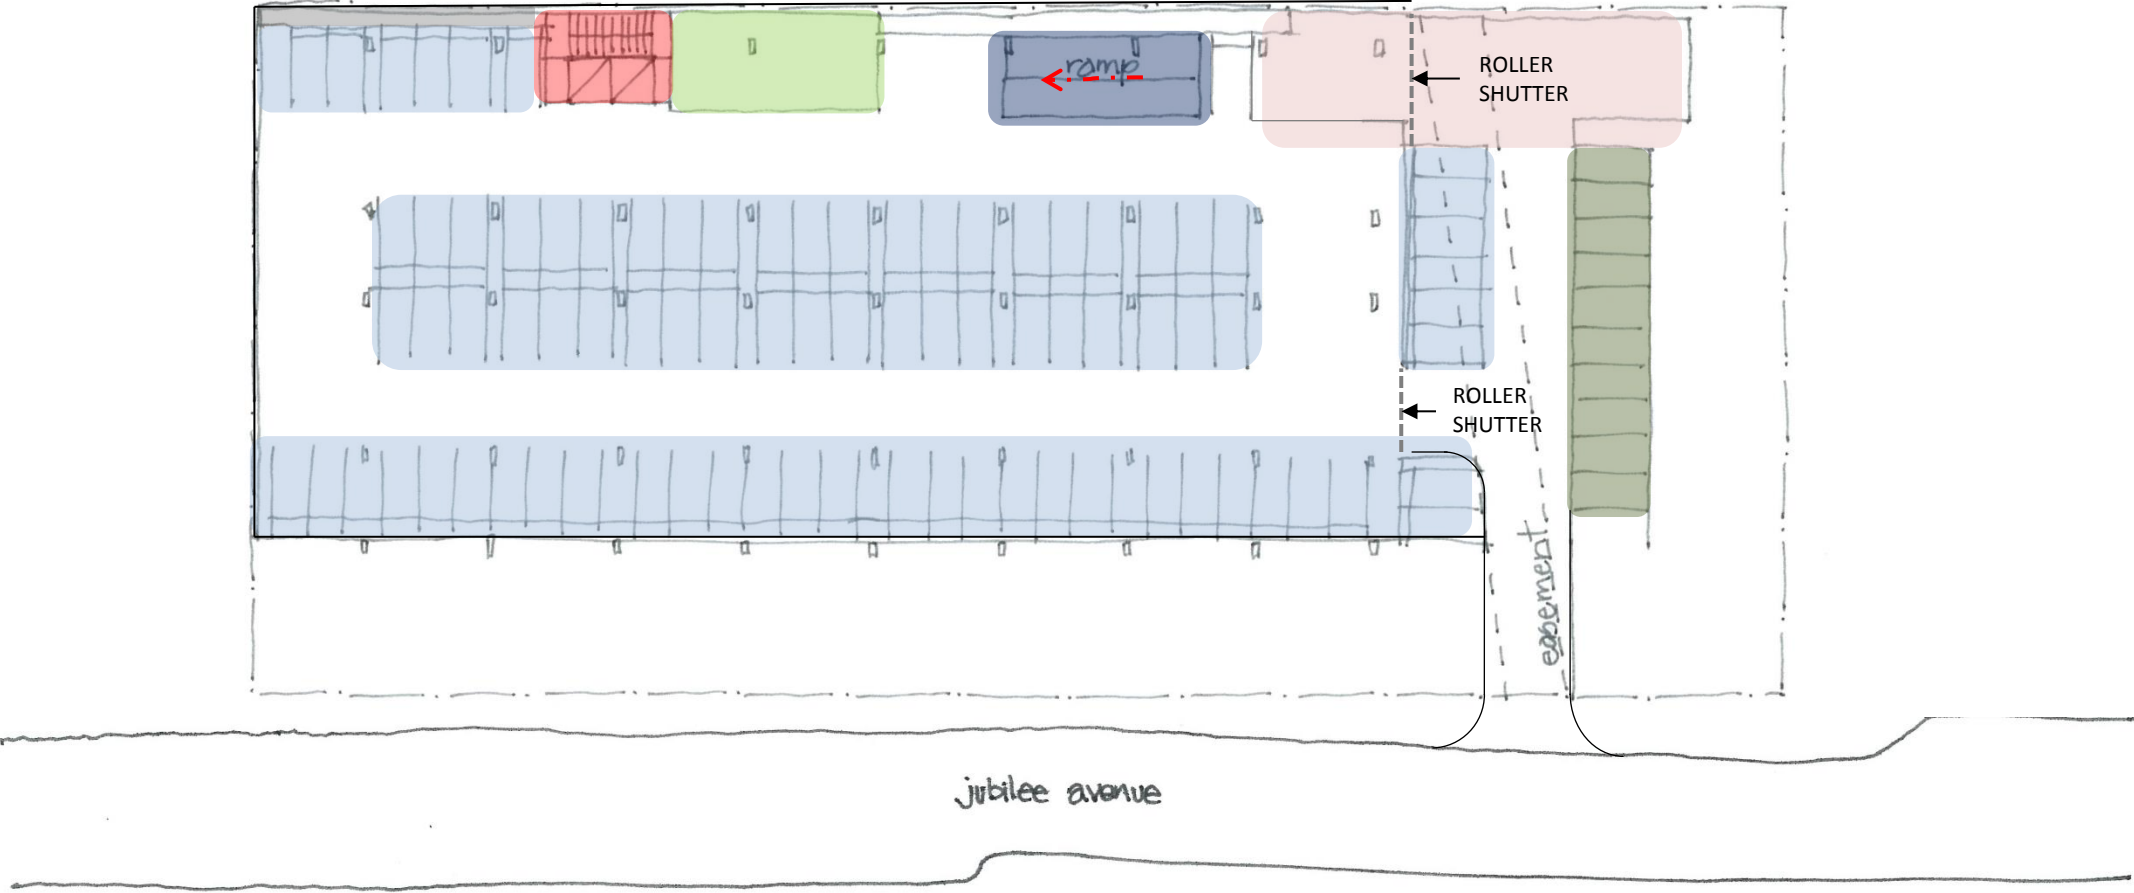 ramp
ROLLER
SHUTTER
ROLLER
SHUTTER
easement
jubilee avenue